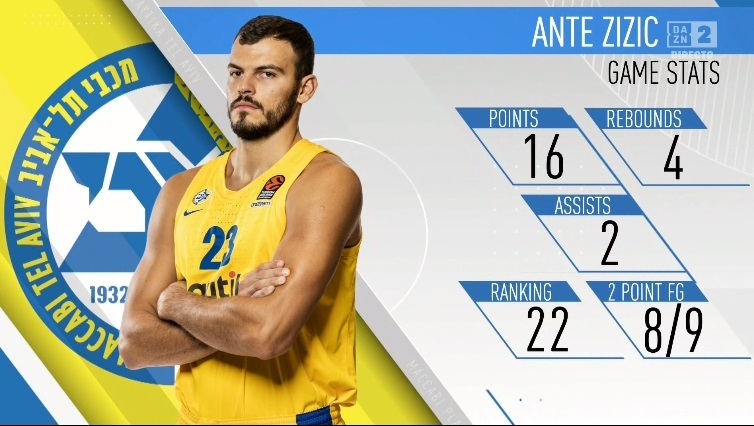 ANTE ZIZIC
DAZN 2
DIRECTO
GAME STATS
POINTS
16
REBOUNDS
4
ASSISTS
2
RANKING
22
2 POINT FG
8/9
מכבי תל-אביב
MACCABI TEL AVIV
1932
23